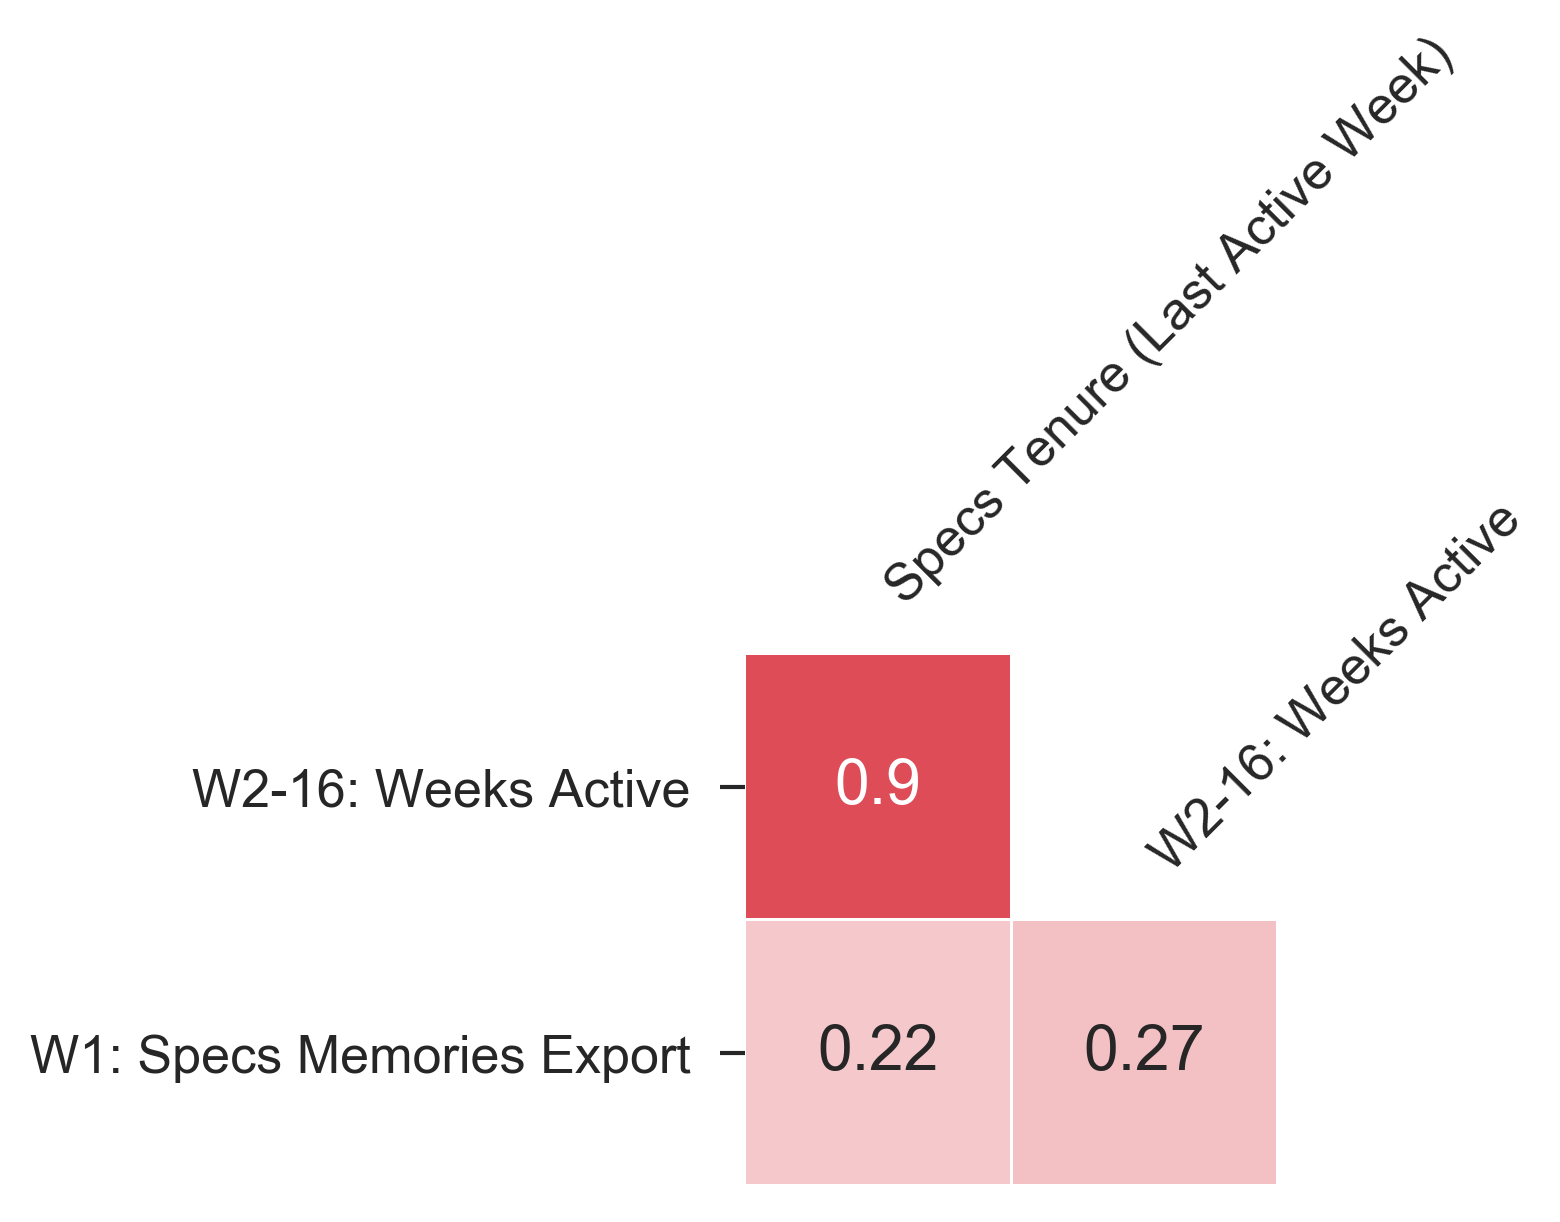 Specs Tenure (Last Active Week)
W2-16: Weeks Active
W2-16: Weeks Active
0.9
W1: Specs Memories Export
0.22
0.27